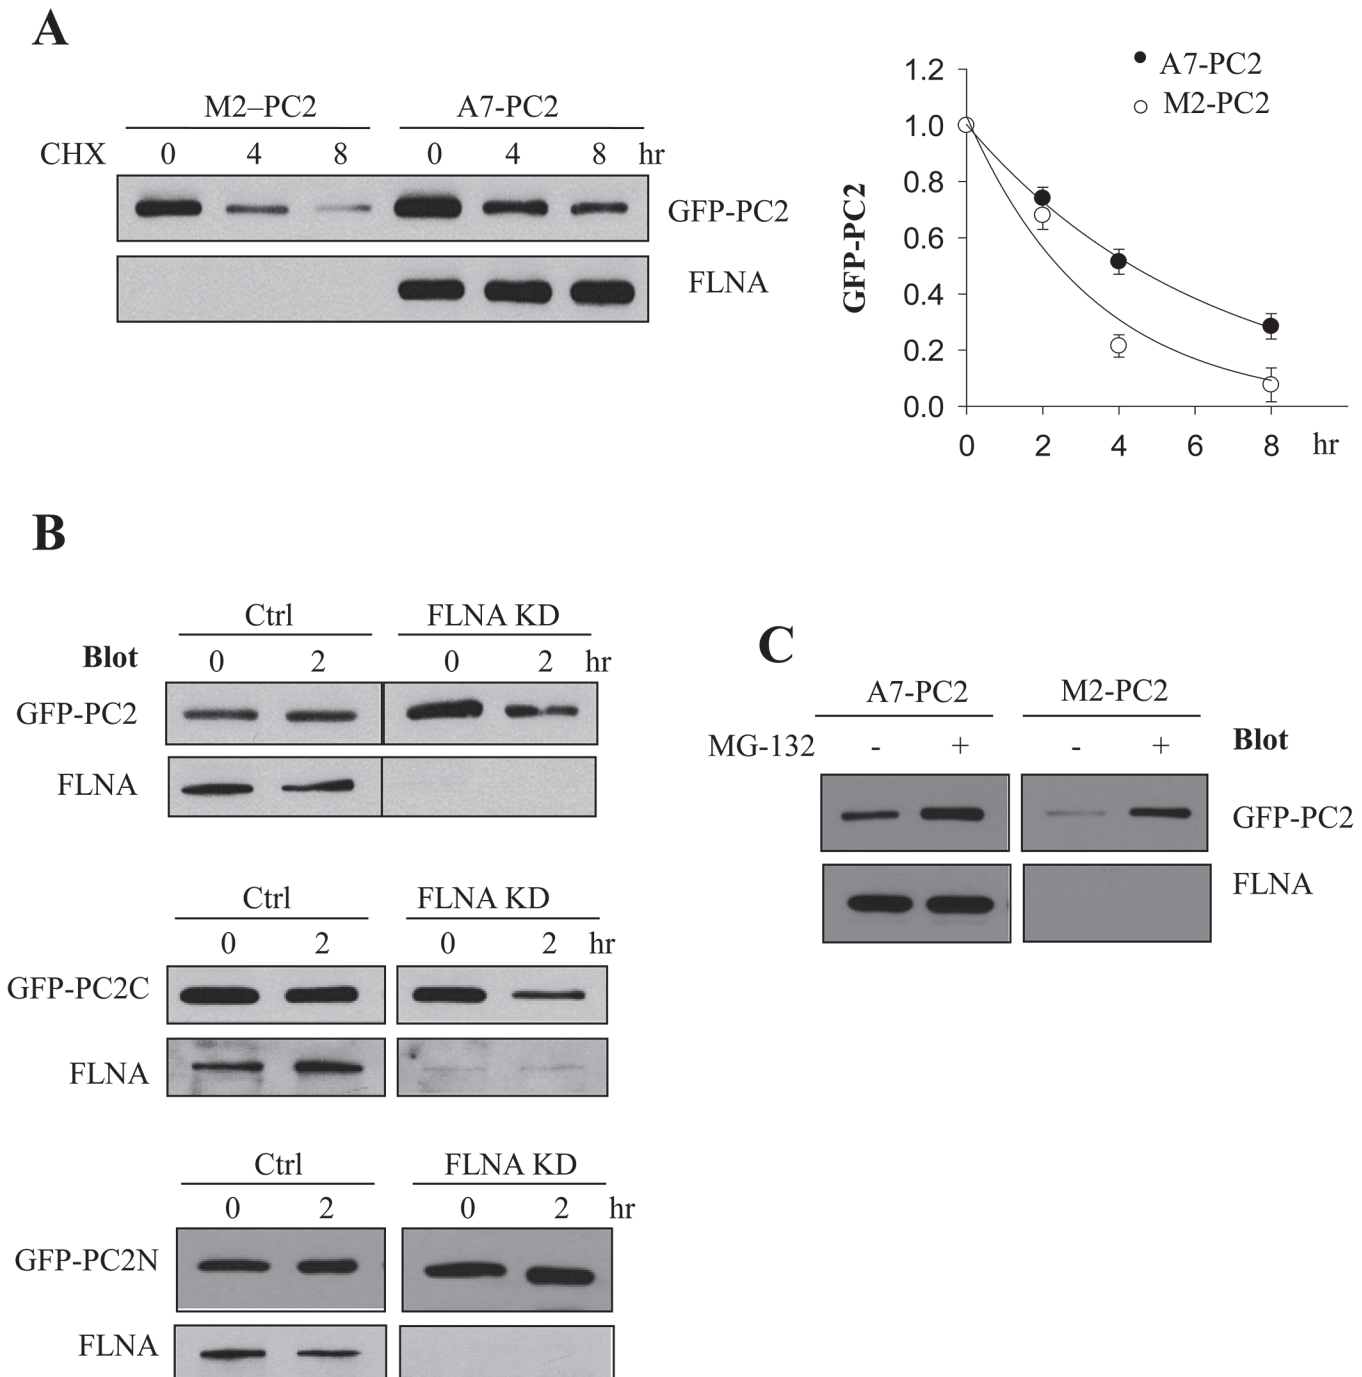 A
M2–PC2 A7-PC2
CHX 0 4 8 0 4 8 hr
GFP-PC2
FLNA
A7-PC2
M2-PC2
GFP-PC2
1.2
1.0
0.8
0.6
0.4
0.2
0.0
0 2 4 6 8 hr
B
Ctrl FLNA KD
Blot 0 2 0 2 hr
GFP-PC2
FLNA
Ctrl FLNA KD
0 2 0 2 hr
GFP-PC2C
FLNA
Ctrl FLNA KD
0 2 0 2 hr
GFP-PC2N
FLNA
C
A7-PC2 M2-PC2
MG-132 - + - + Blot
GFP-PC2
FLNA